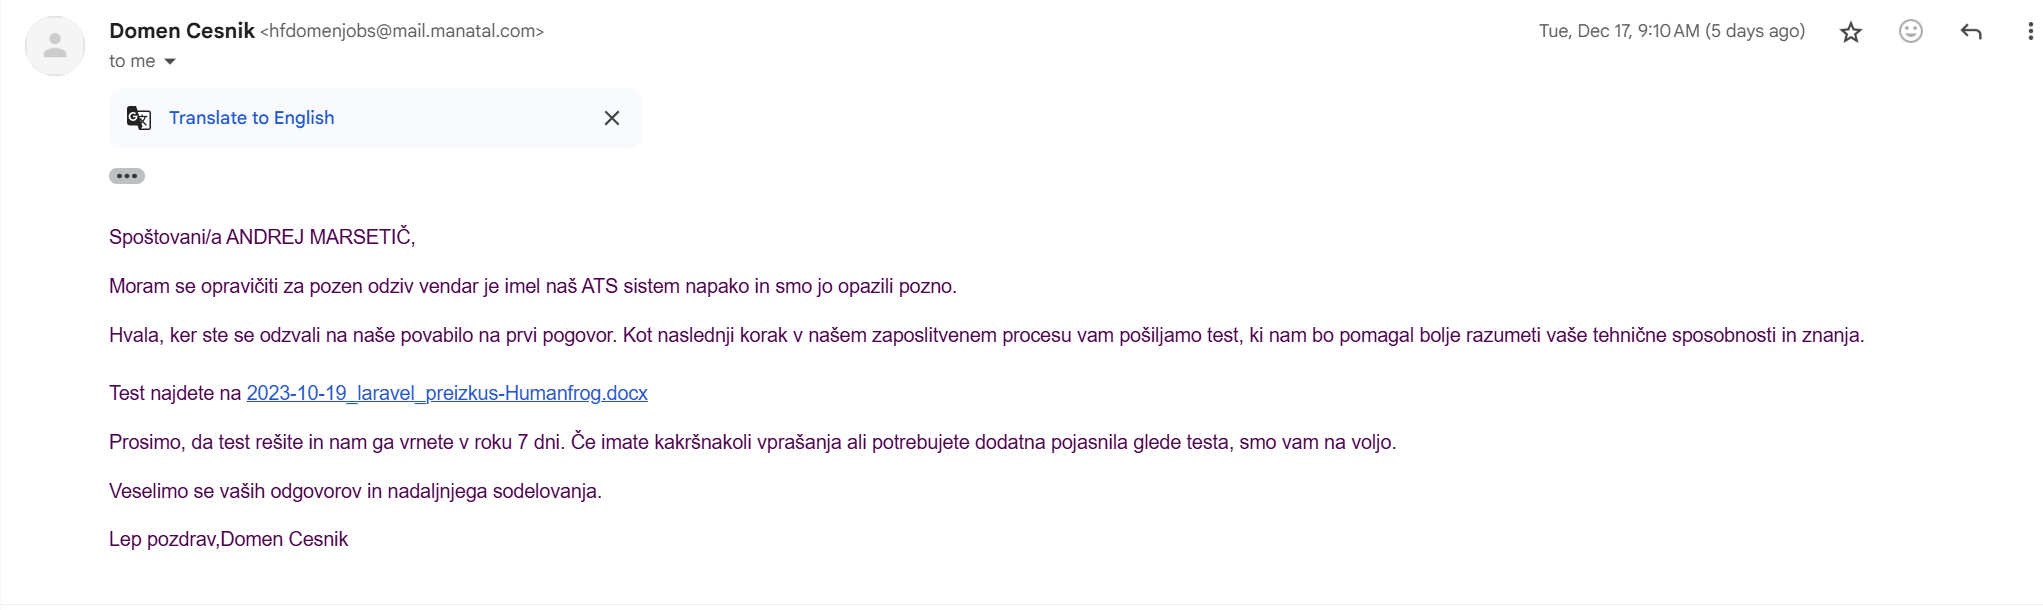 Domen Cesnik <hfdomenjobs@mail.manatal.com> Tue, Dec 17, 9:10 AM (5 days ago)
to me
Translate to English
Spoštovani/a ANDREJ MARSETIČ,
Moram se opravičiti za pozen odziv vendar je imel naš ATS sistem napako in smo jo opazili pozno.
Hvala, ker ste se odzvali na naše povabilo na prvi pogovor. Kot naslednji korak v našem zaposlitvenem procesu vam pošiljamo test, ki nam bo pomagal bolje razumeti vaše tehnične sposobnosti in znanja.
Test najdete na 2023-10-19_laravel_preizkus-Humanfrog.docx
Prosimo, da test rešite in nam ga vrnete v roku 7 dni. Če imate kakršnakoli vprašanja ali potrebujete dodatna pojasnila glede testa, smo vam na voljo.
Veselimo se vaših odgovorov in nadaljnjega sodelovanja.
Lep pozdrav,Domen Cesnik